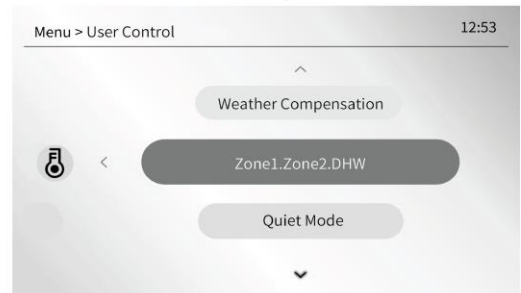 Menu > User Control
12:53
Weather Compensation
Zone1.Zone2.DHW
Quiet Mode